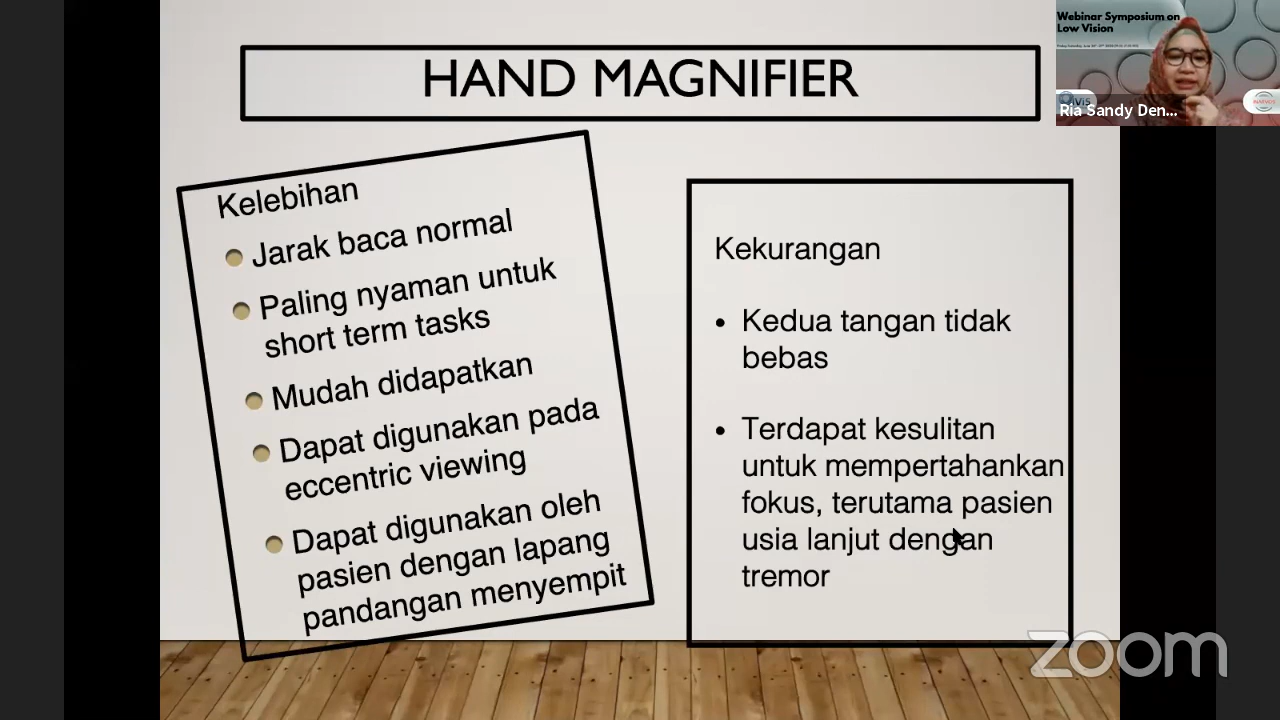 HAND MAGNIFIER
Kelebihan
Jarak baca normal
Paling nyaman untuk
short term tasks
Mudah didapatkan
Dapat digunakan pada
eccentric viewing
Dapat digunakan oleh
pasien dengan lapang
pandangan menyempit
Kekurangan
• Kedua tangan tidak
bebas
• Terdapat kesulitan
untuk mempertahankan
fokus, terutama pasien
usia lanjut dengan
tremor
Webinar Symposium on
Low Vision
Ria Sandy Den...
zoom